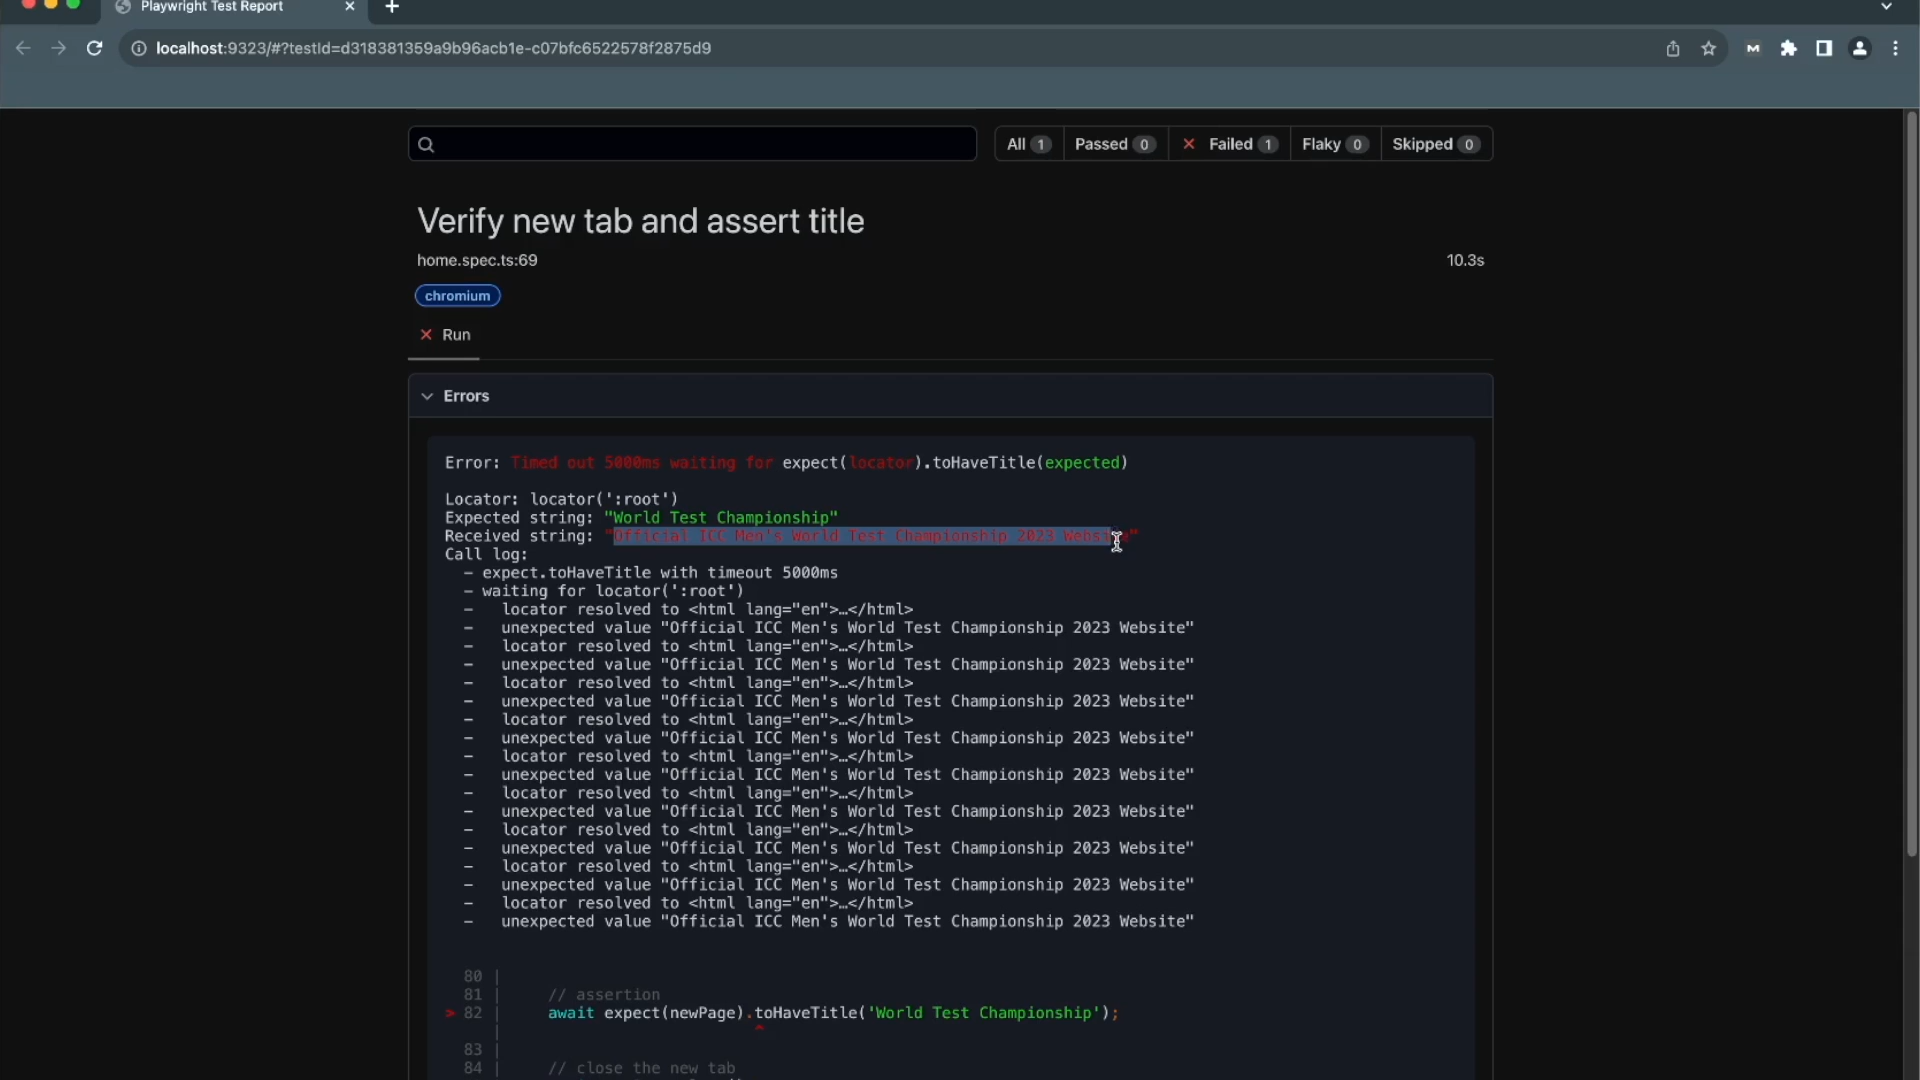 Playwright Test Report
localhost:9323/#?testId=d318381359a9b96acb1e-c07bfc6522578f2875d9
All 1 Passed 0 Failed 1 Flaky 0 Skipped 0
Verify new tab and assert title
home.spec.ts:69 10.3s
chromium
Run
Errors
Error: Timed out 5000ms waiting for expect(locator).toHaveTitle(expected)
Locator: locator(':root')
Expected string: "World Test Championship"
Received string: "Official ICC Men's World Test Championship 2023 Website"
Call log:
- expect.toHaveTitle with timeout 5000ms
- waiting for locator(':root')
- locator resolved to <html lang="en">…</html>
- unexpected value "Official ICC Men's World Test Championship 2023 Website"
- locator resolved to <html lang="en">…</html>
- unexpected value "Official ICC Men's World Test Championship 2023 Website"
- locator resolved to <html lang="en">…</html>
- unexpected value "Official ICC Men's World Test Championship 2023 Website"
- locator resolved to <html lang="en">…</html>
- unexpected value "Official ICC Men's World Test Championship 2023 Website"
- locator resolved to <html lang="en">…</html>
- unexpected value "Official ICC Men's World Test Championship 2023 Website"
- locator resolved to <html lang="en">…</html>
- unexpected value "Official ICC Men's World Test Championship 2023 Website"
- locator resolved to <html lang="en">…</html>
- unexpected value "Official ICC Men's World Test Championship 2023 Website"
- locator resolved to <html lang="en">…</html>
- unexpected value "Official ICC Men's World Test Championship 2023 Website"
- locator resolved to <html lang="en">…</html>
- unexpected value "Official ICC Men's World Test Championship 2023 Website"
80 |
81 | // assertion
> 82 | await expect(newPage).toHaveTitle('World Test Championship');
| ^
83 |
84 | // close the new tab